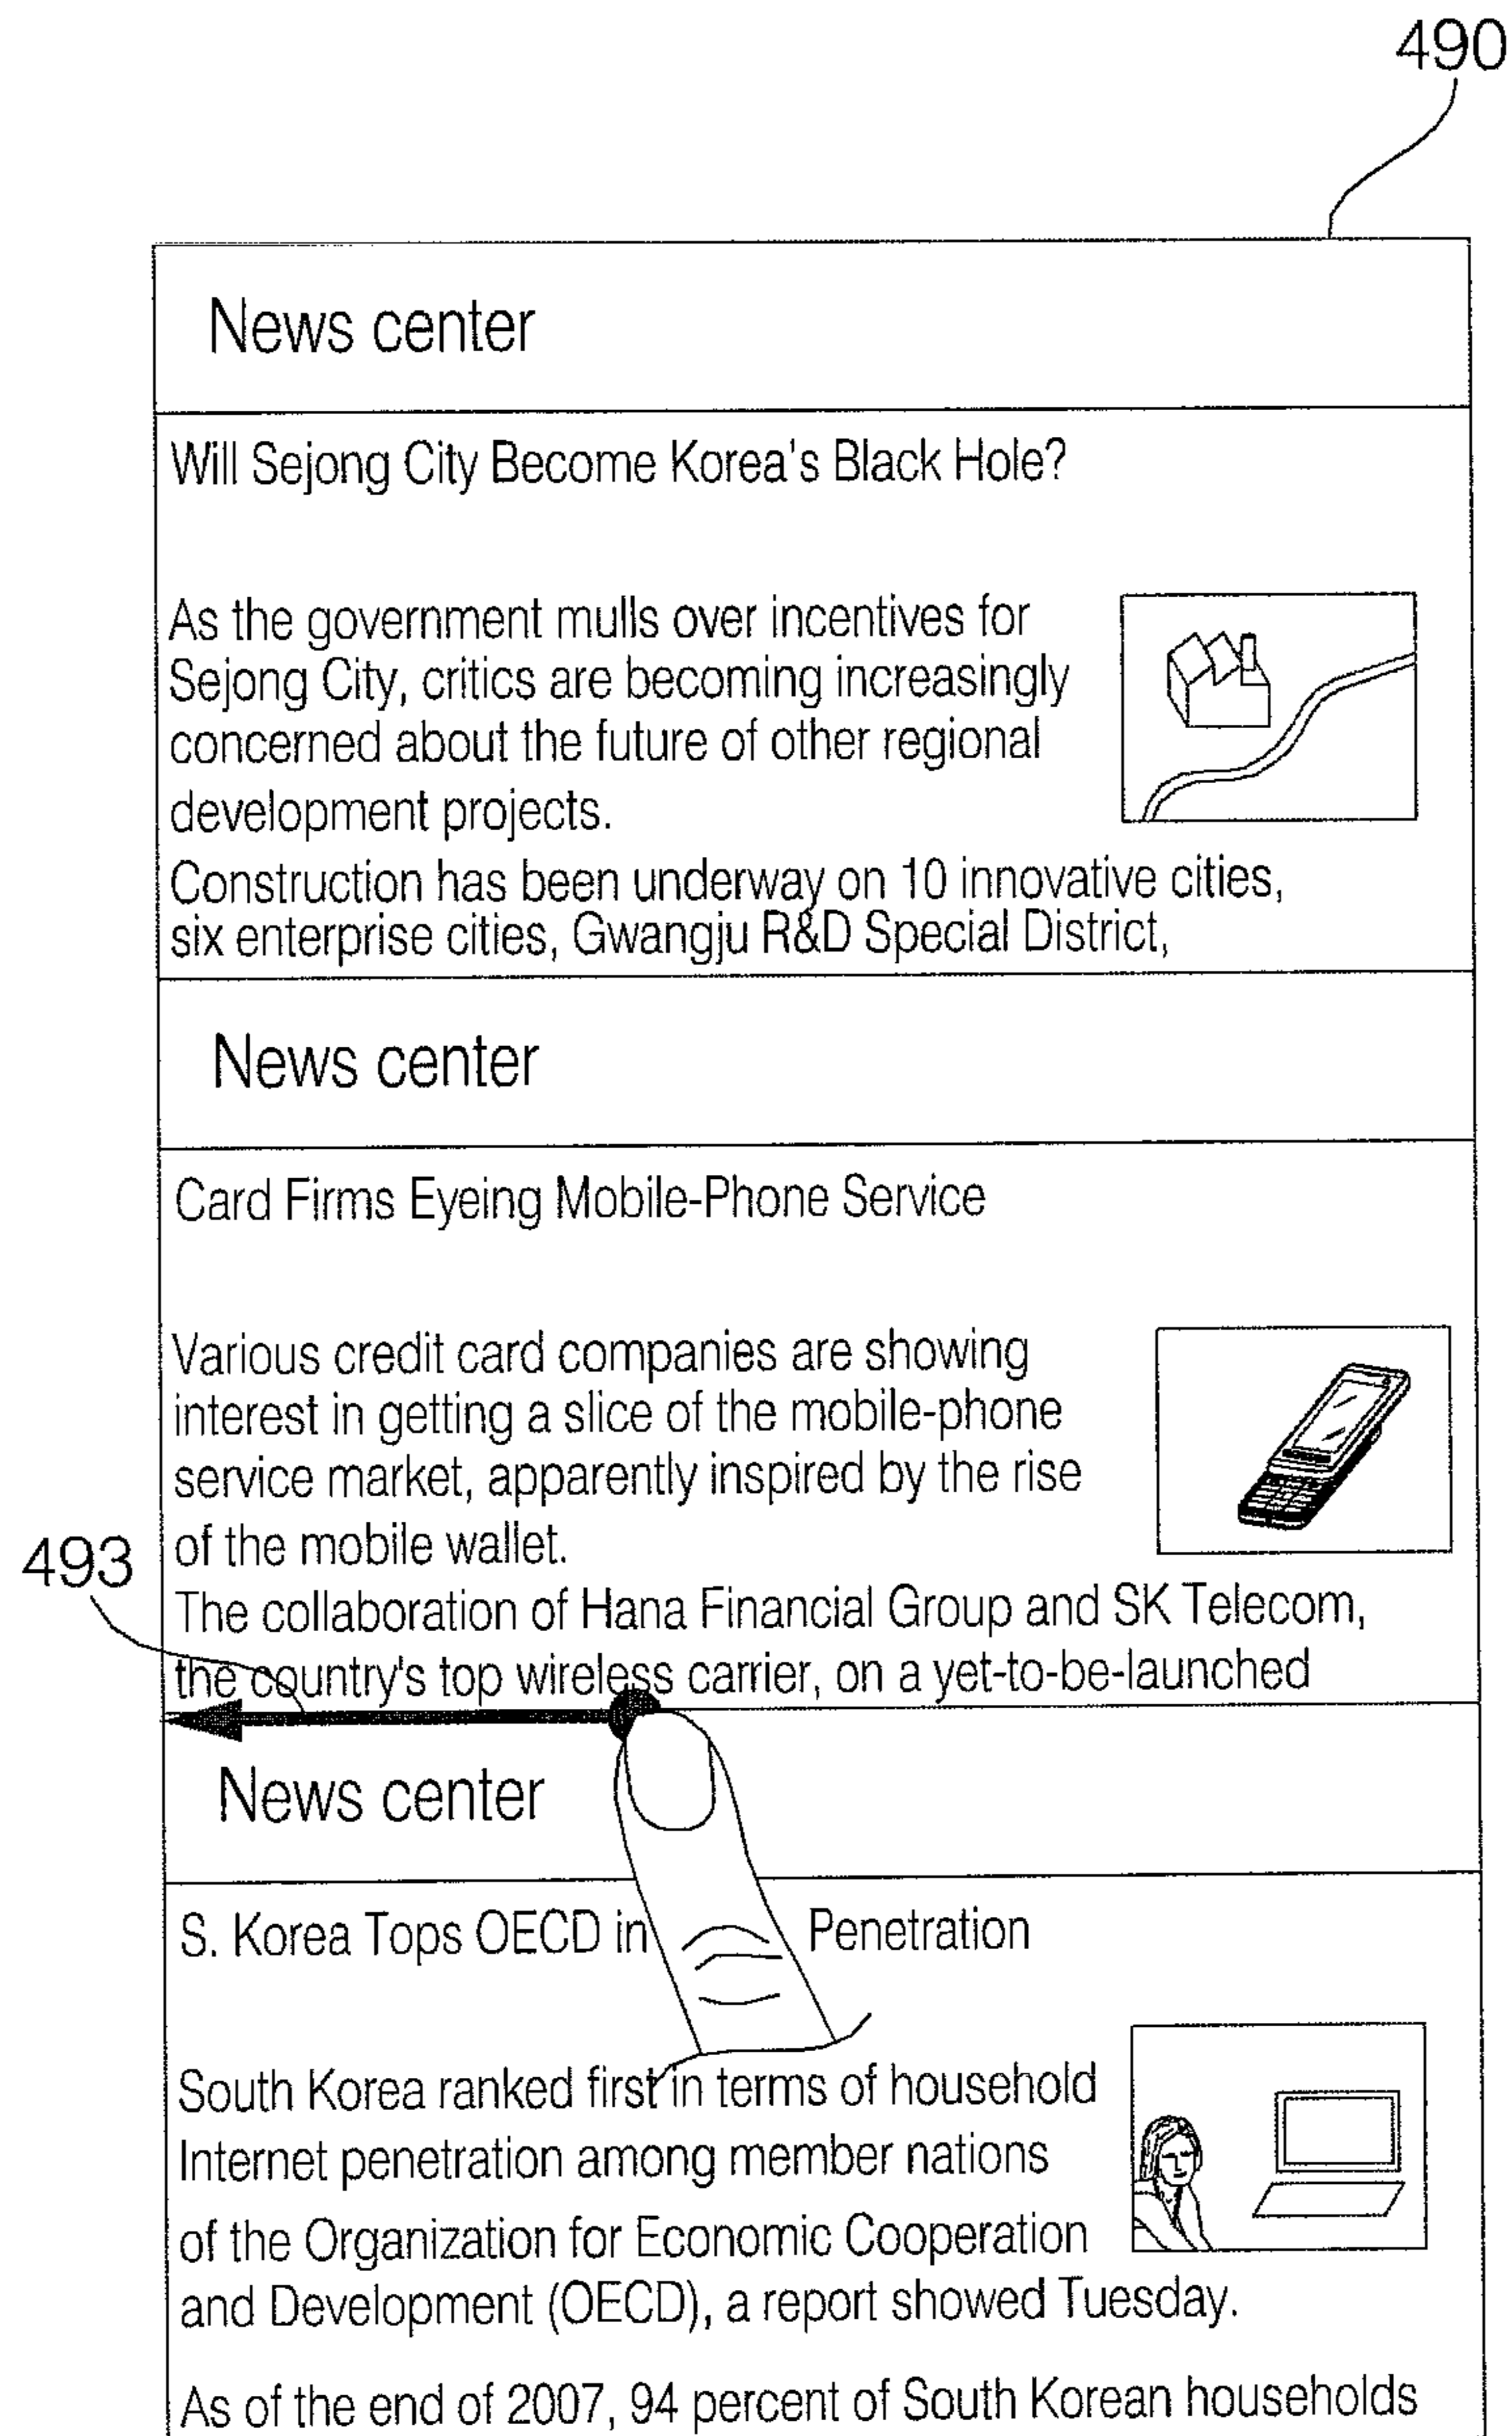 490
News center
Will Sejong City Become Korea's Black Hole?
As the government mulls over incentives for
Sejong City, critics are becoming increasingly
concerned about the future of other regional
development projects.
Construction has been underway on 10 innovative cities,
six enterprise cities, Gwangju R&D Special District,
News center
Card Firms Eyeing Mobile-Phone Service
Various credit card companies are showing
interest in getting a slice of the mobile-phone
service market, apparently inspired by the rise
of the mobile wallet.
493
The collaboration of Hana Financial Group and SK Telecom,
the country's top wireless carrier, on a yet-to-be-launched
News center
S. Korea Tops OECD in Penetration
South Korea ranked first in terms of household
Internet penetration among member nations
of the Organization for Economic Cooperation
and Development (OECD), a report showed Tuesday.
As of the end of 2007, 94 percent of South Korean households